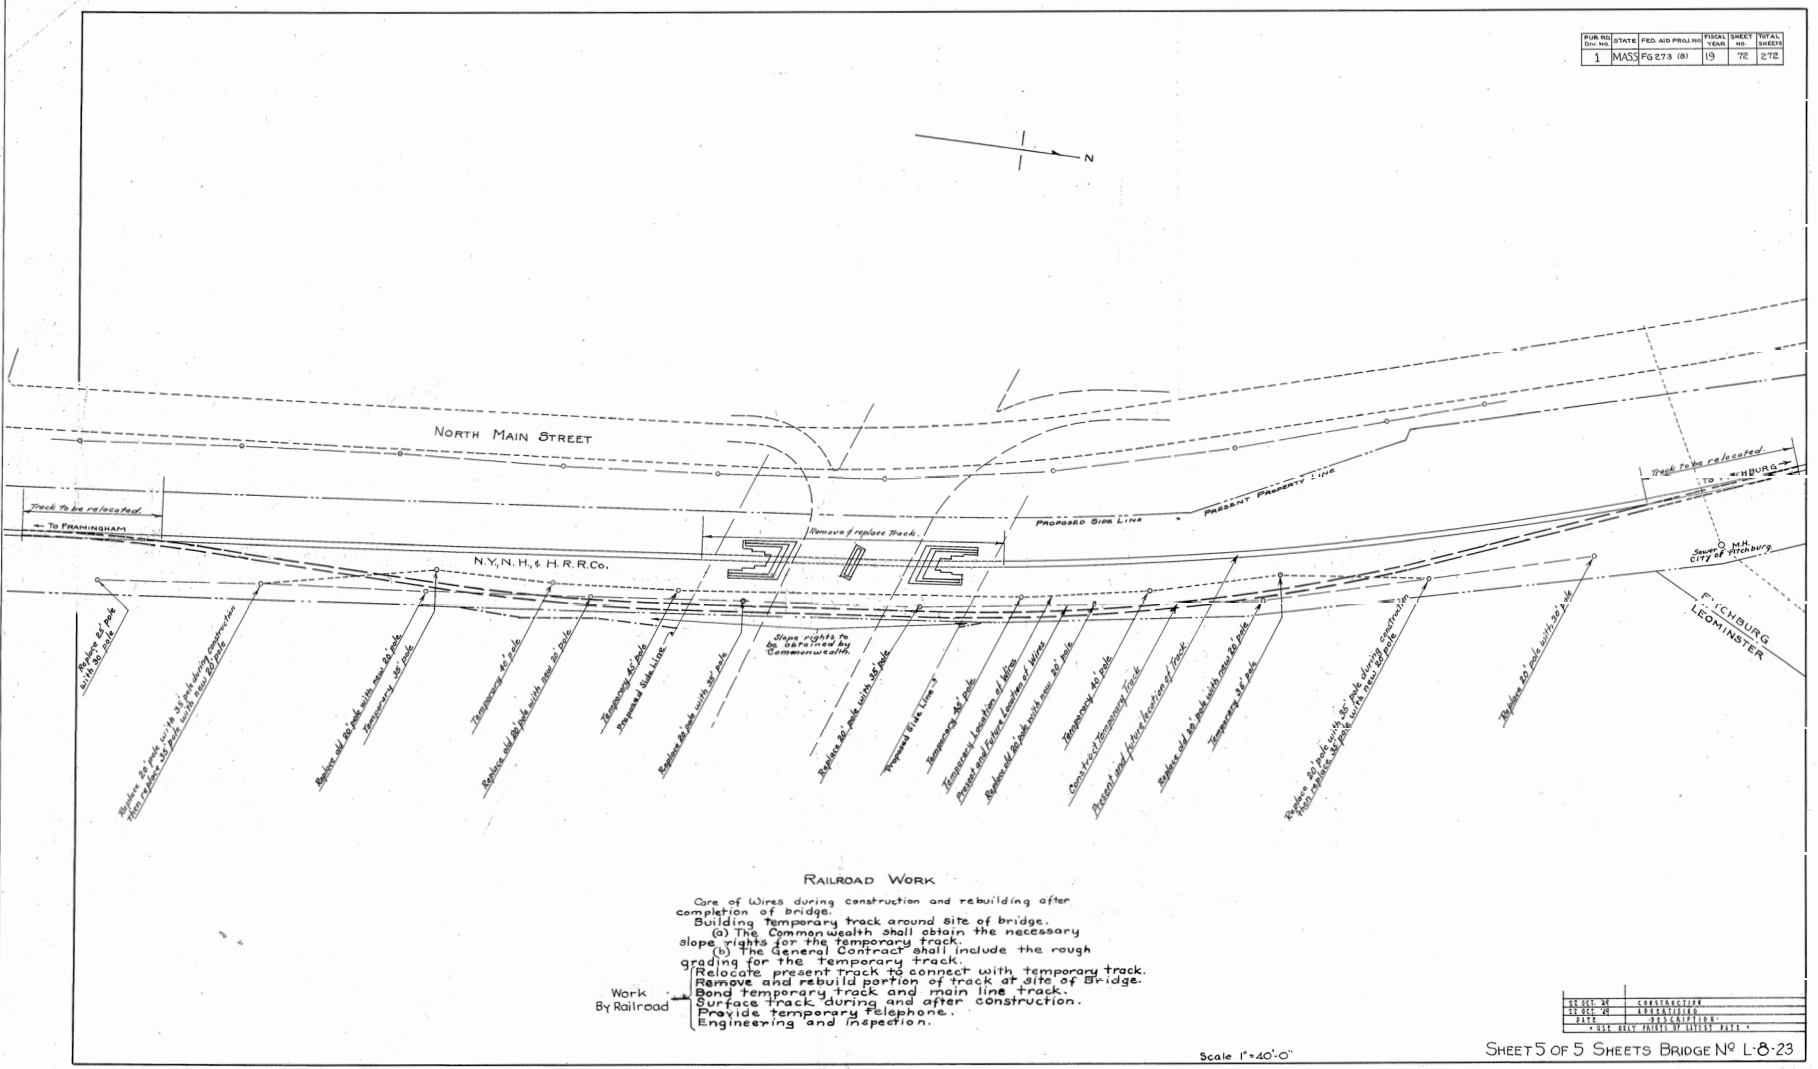 PUB. RD. DIV. NO.
STATE
FED. AID PROJ. NO.
FISCAL YEAR
SHEET NO.
TOTAL SHEETS
1
MASS
FG 273 (8)
19
72
272
N
NORTH MAIN STREET
Track to be relocated.
← TO FRAMINGHAM
N.Y., N.H., & H. R.R. Co.
Remove & replace Track.
PROPOSED SIDE LINE
PRESENT PROPERTY LINE
Track to be relocated.
Sewer M.H.
City of Fitchburg
FITCHBURG
LEOMINSTER
Slope rights to
be obtained by
Commonwealth.
Replace 25' pole
with 30' pole
Replace 20' pole with 35' pole during construction
then replace 35' pole with new 20' pole
Replace old 20' pole with new 20' pole
Temporary 35' pole
Temporary 40' pole
Replace old 20' pole with new 20' pole
Temporary 45' pole
Proposed Side Line
Replace 20' pole with 35' pole
Replace 20' pole with 35' pole
Proposed Side Line
Temporary 45' pole
Temporary Location of Wires
Present and Future Location of Wires
Replace old 20' pole with new 20' pole
Temporary 40' pole
Construct Temporary Track
Present and future location of Track
Replace old 20' pole with new 20' pole
Temporary 35' pole
Replace 20' pole with 35' pole during construction
then replace 35' pole with new 20' pole
Replace 20' pole with 30' pole
RAILROAD WORK
Care of Wires during construction and rebuilding after
completion of bridge.
Building temporary track around site of bridge.
(a) The Commonwealth shall obtain the necessary
slope rights for the temporary track.
(b) The General Contract shall include the rough
grading for the temporary track.
Work
By Railroad
Relocate present track to connect with temporary track.
Remove and rebuild portion of track at site of Bridge.
Bond temporary track and main line track.
Surface track during and after construction.
Provide temporary telephone.
Engineering and inspection.
Scale 1"=40'-0"
22 OCT. '49 CONSTRUCTION
22 OCT. '49 ADVERTISING
DATE ·DESCRIPTION·
• USE ONLY PRINTS OF LATEST DATE •
SHEET 5 OF 5 SHEETS BRIDGE Nº L-8-23